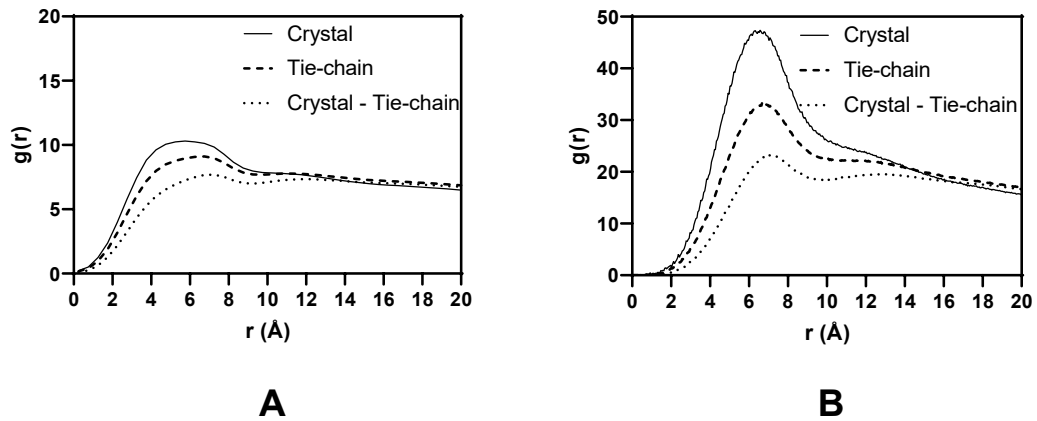 20
15
10
5
0
g(r)
Crystal
Tie-chain
Crystal - Tie-chain
0 2 4 6 8 10 12 14 16 18 20
r (Å)
A
50
40
30
20
10
0
g(r)
Crystal
Tie-chain
Crystal - Tie-chain
0 2 4 6 8 10 12 14 16 18 20
r (Å)
B